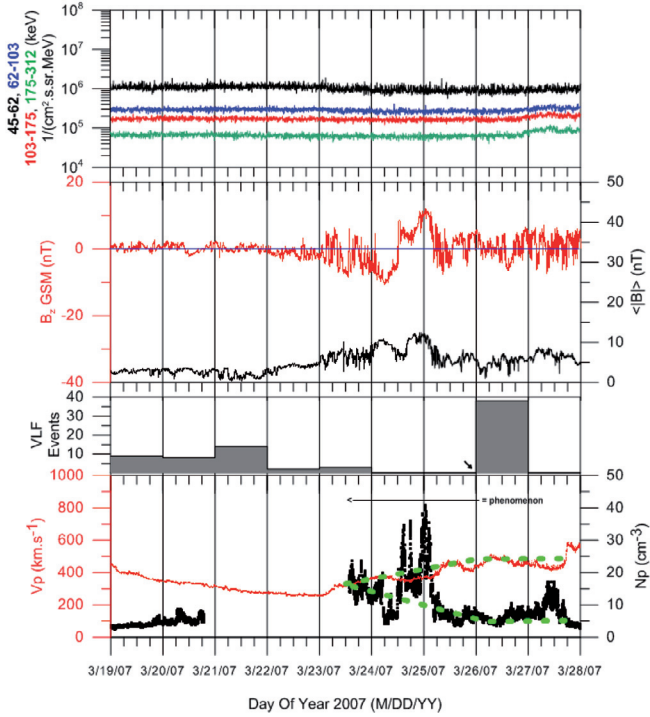 45-62, 62-103
103-175, 175-312 (keV)
1/(cm².s.sr.MeV)
10⁸
10⁷
10⁶
10⁵
10⁴
B_z GSM (nT)
20
0
-20
-40
50
40
30
20
10
0
<|B|> (nT)
VLF
Events
40
30
20
10
Vp (km.s⁻¹)
1000
800
600
400
200
0
< = phenomenon
50
40
30
20
10
0
Np (cm⁻³)
3/19/07 3/20/07 3/21/07 3/22/07 3/23/07 3/24/07 3/25/07 3/26/07 3/27/07 3/28/07
Day Of Year 2007 (M/DD/YY)